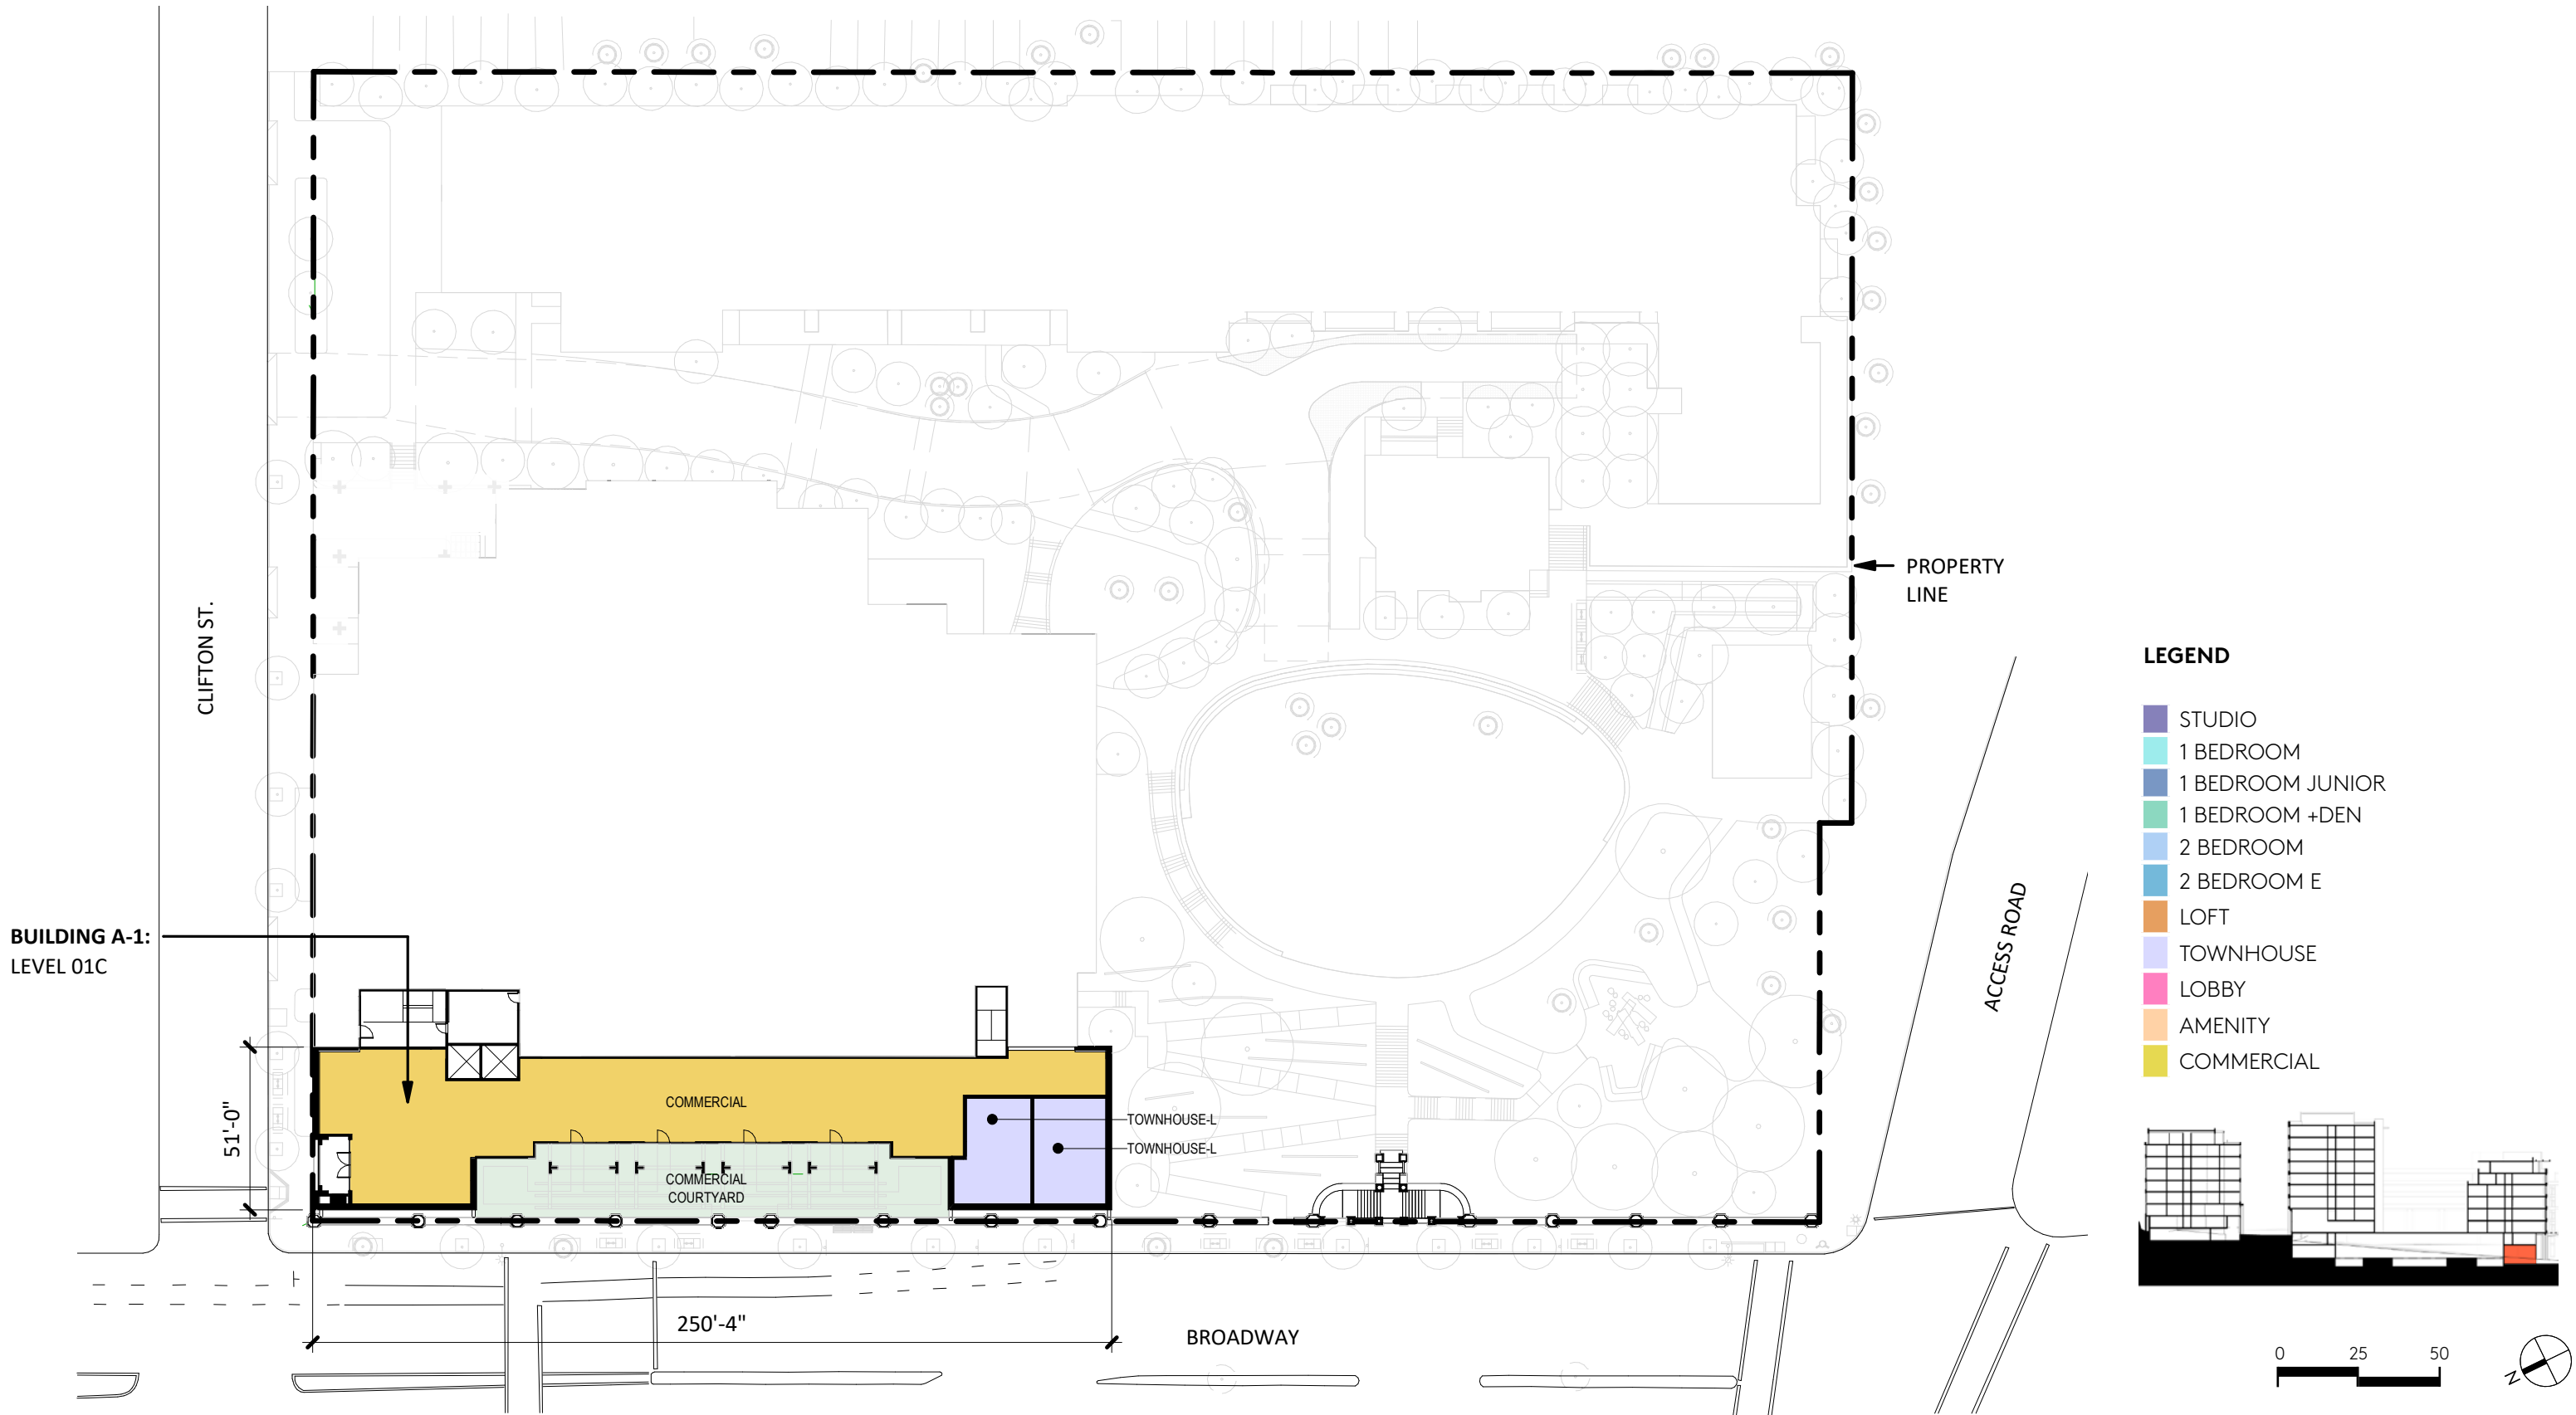 CLIFTON ST.
PROPERTY
LINE
BUILDING A-1:
LEVEL 01C
51'-0"
COMMERCIAL
TOWNHOUSE-L
TOWNHOUSE-L
COMMERCIAL
COURTYARD
250'-4"
BROADWAY
ACCESS ROAD
LEGEND
STUDIO
1 BEDROOM
1 BEDROOM JUNIOR
1 BEDROOM +DEN
2 BEDROOM
2 BEDROOM E
LOFT
TOWNHOUSE
LOBBY
AMENITY
COMMERCIAL
0 25 50
N